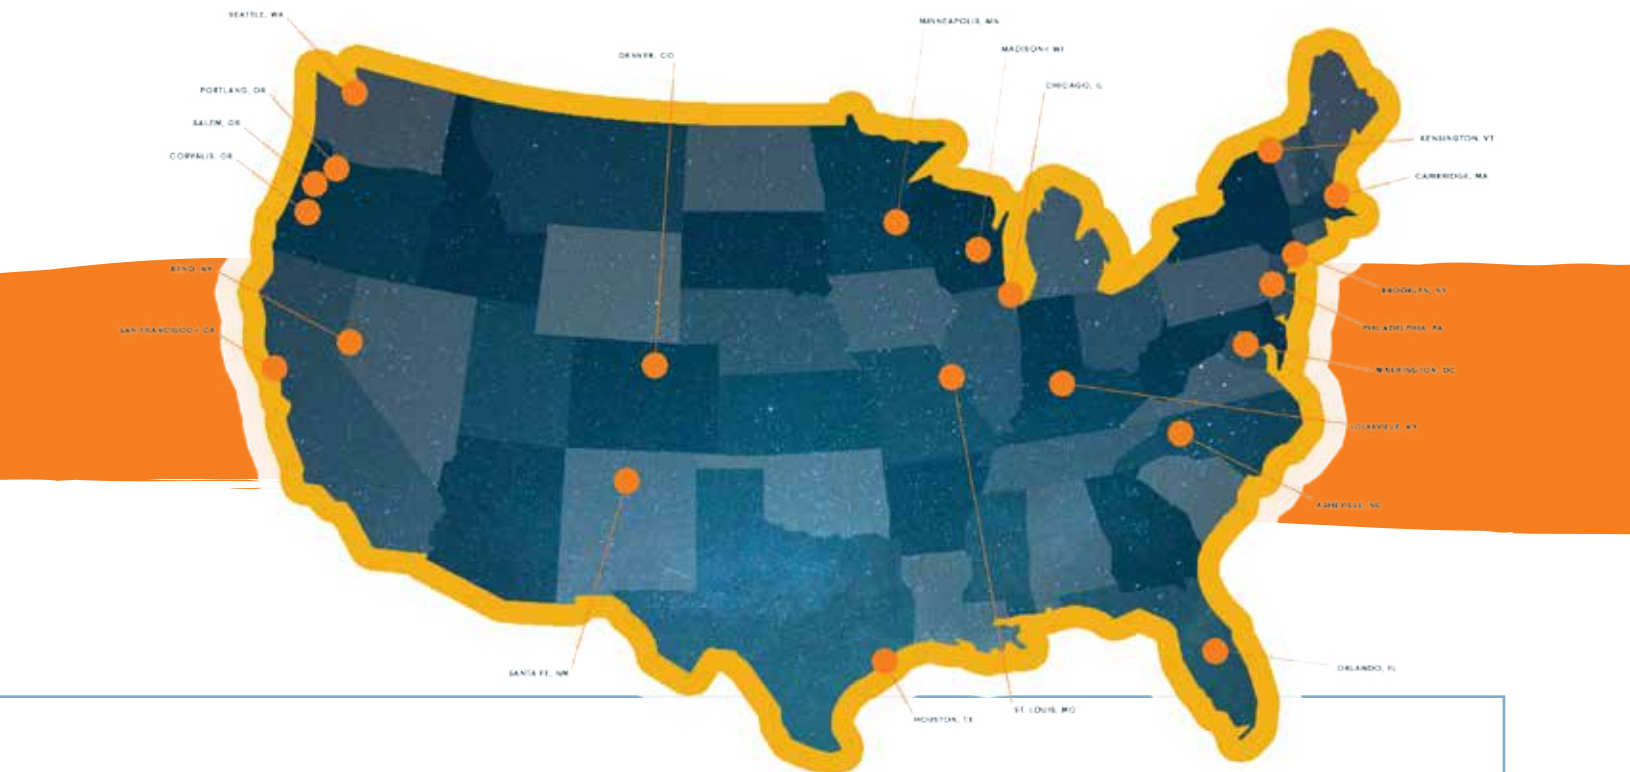 SEATTLE, WA
MINNEAPOLIS, MN
MADISON, WI
DENVER, CO
CHICAGO, IL
PORTLAND, OR
SALEM, OR
KENSINGTON, VT
CORVALIS, OR
CAMBRIDGE, MA
RENO, NV
BROOKLYN, NY
SAN FRANCISCO, CA
PHILADELPHIA, PA
WASHINGTON, DC
LOUISVILLE, KY
ASHEVILLE, NC
SANTA FE, NM
ORLANDO, FL
ST. LOUIS, MO
HOUSTON, TX